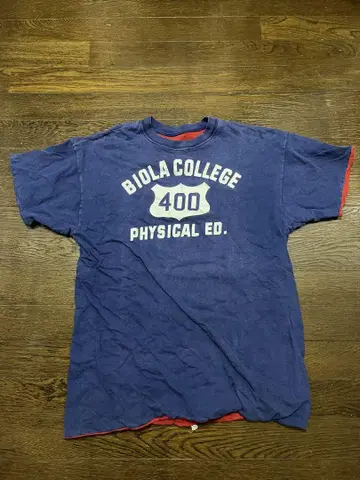 BIOLA COLLEGE
400
PHYSICAL ED.